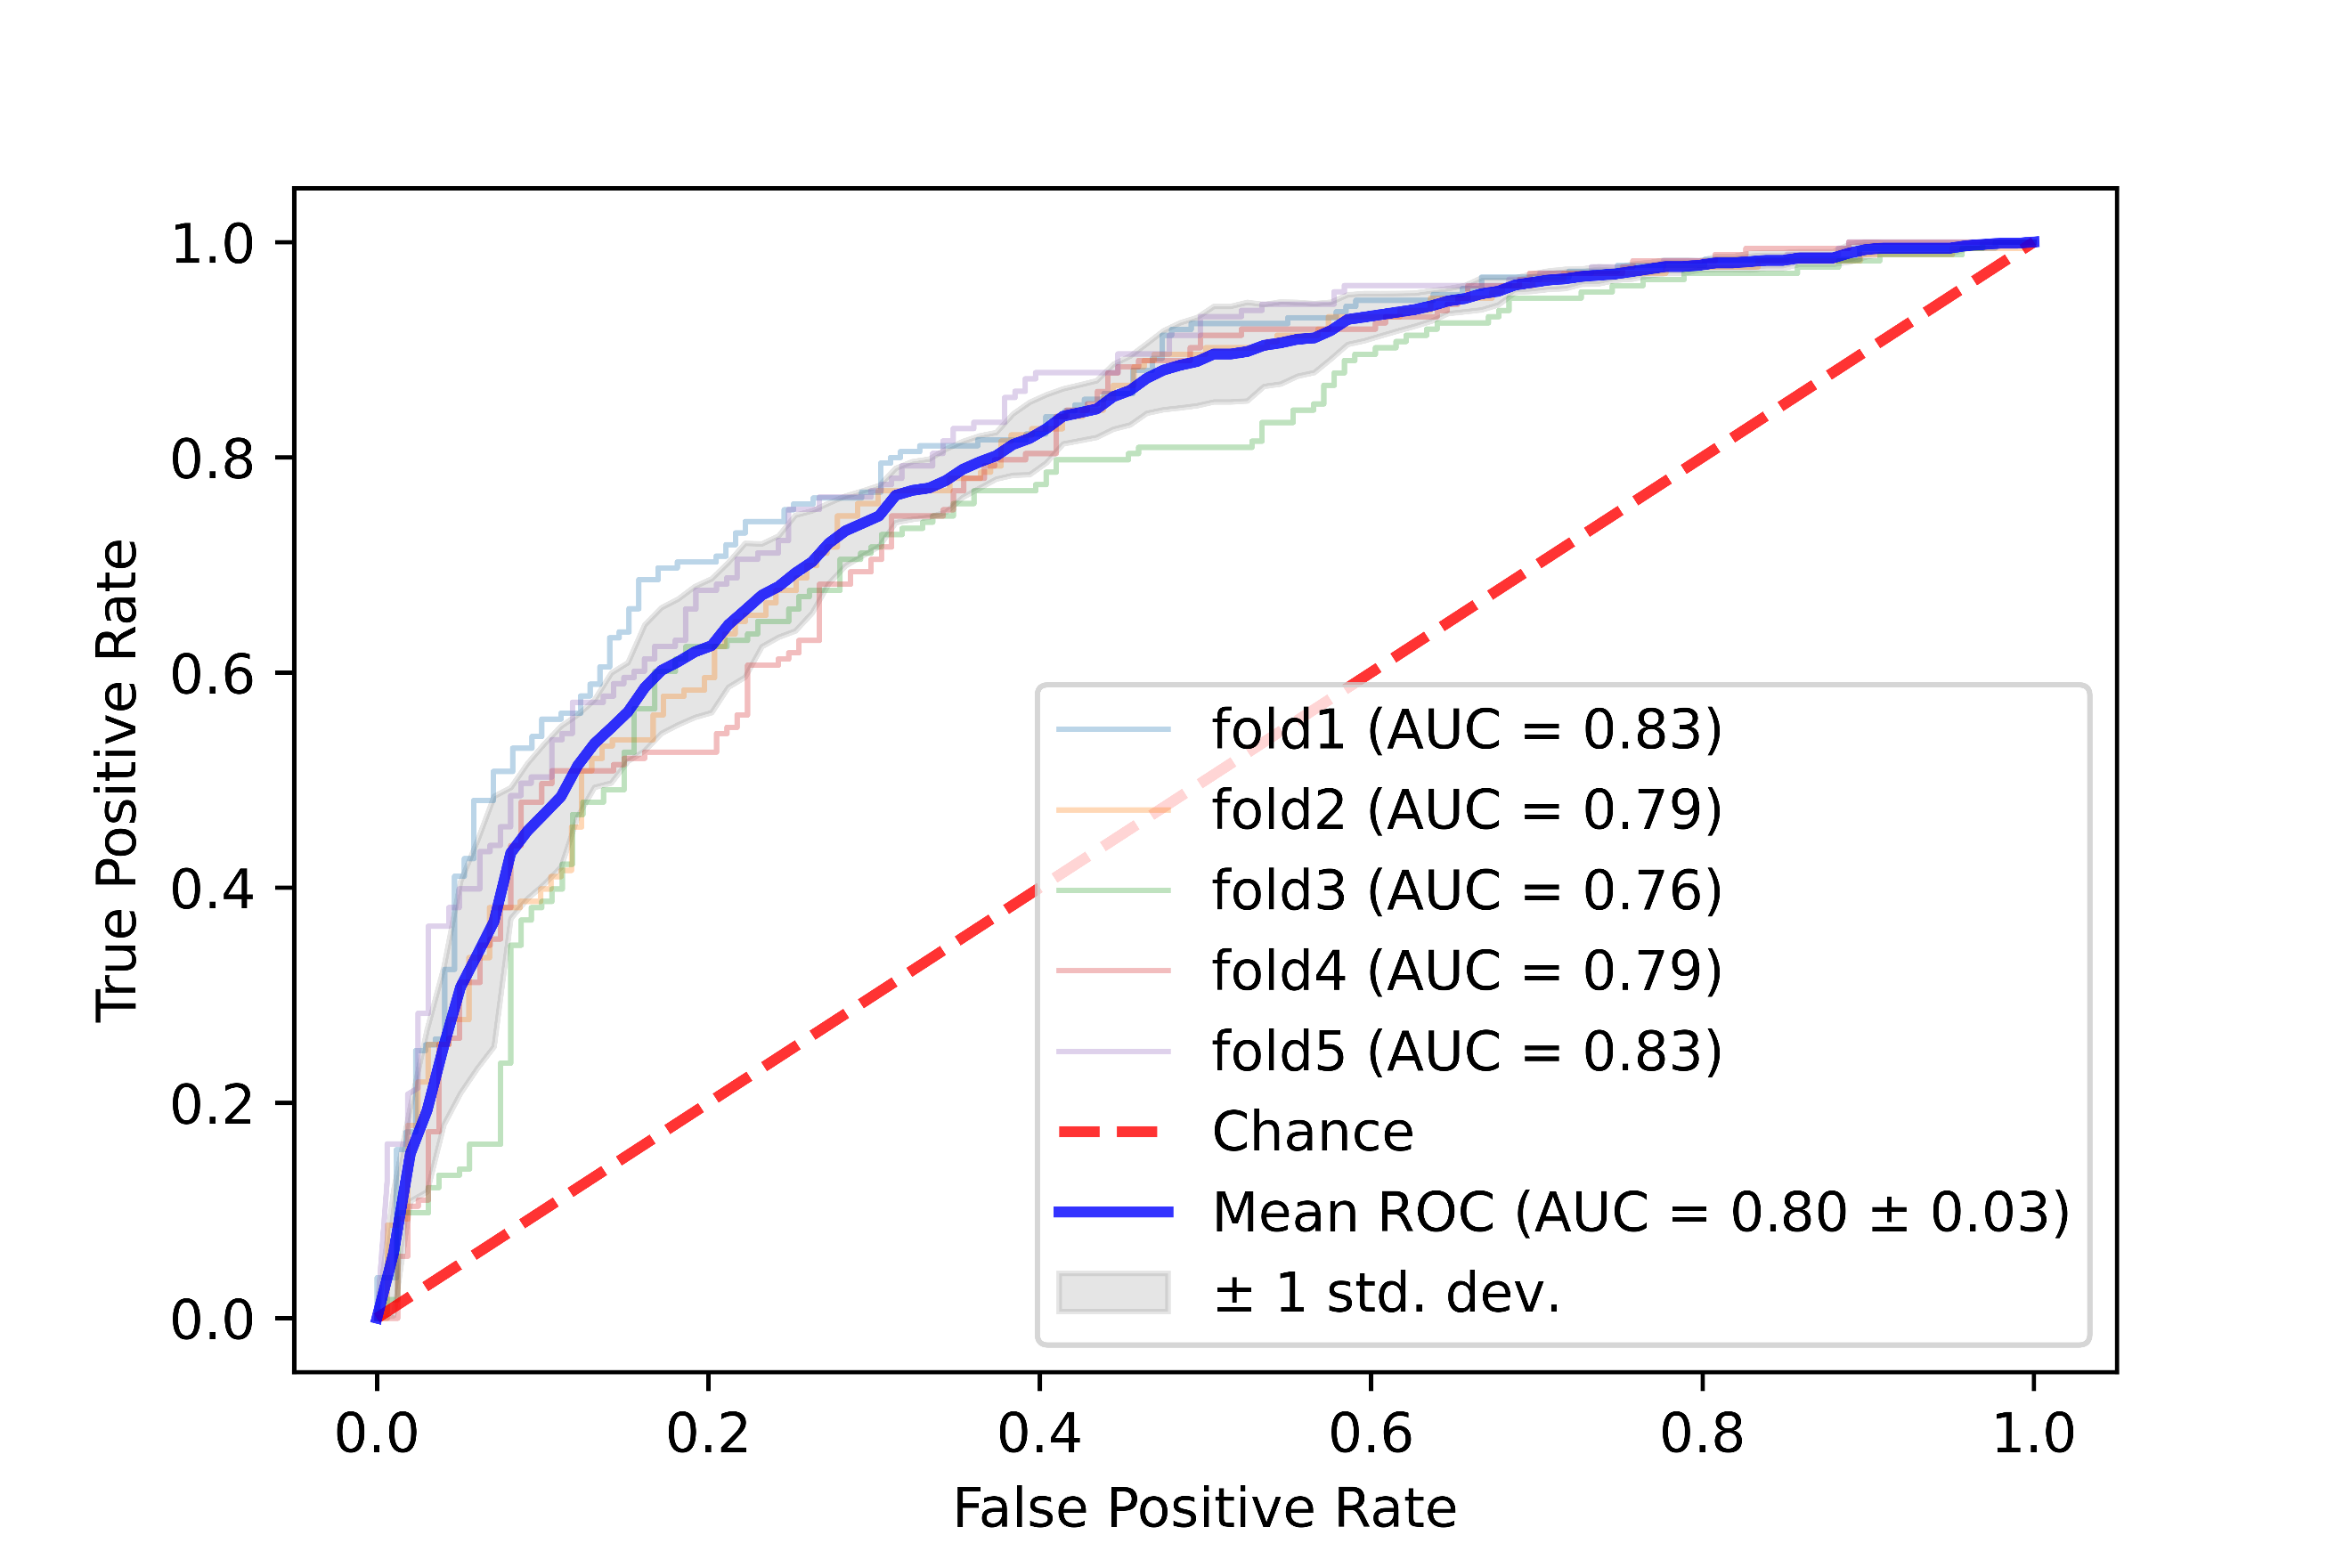 1.0
0.8
0.6
0.4
0.2
0.0
True Positive Rate
fold1 (AUC = 0.83)
fold2 (AUC = 0.79)
fold3 (AUC = 0.76)
fold4 (AUC = 0.79)
fold5 (AUC = 0.83)
Chance
Mean ROC (AUC = 0.80 ± 0.03)
± 1 std. dev.
0.0 0.2 0.4 0.6 0.8 1.0
False Positive Rate